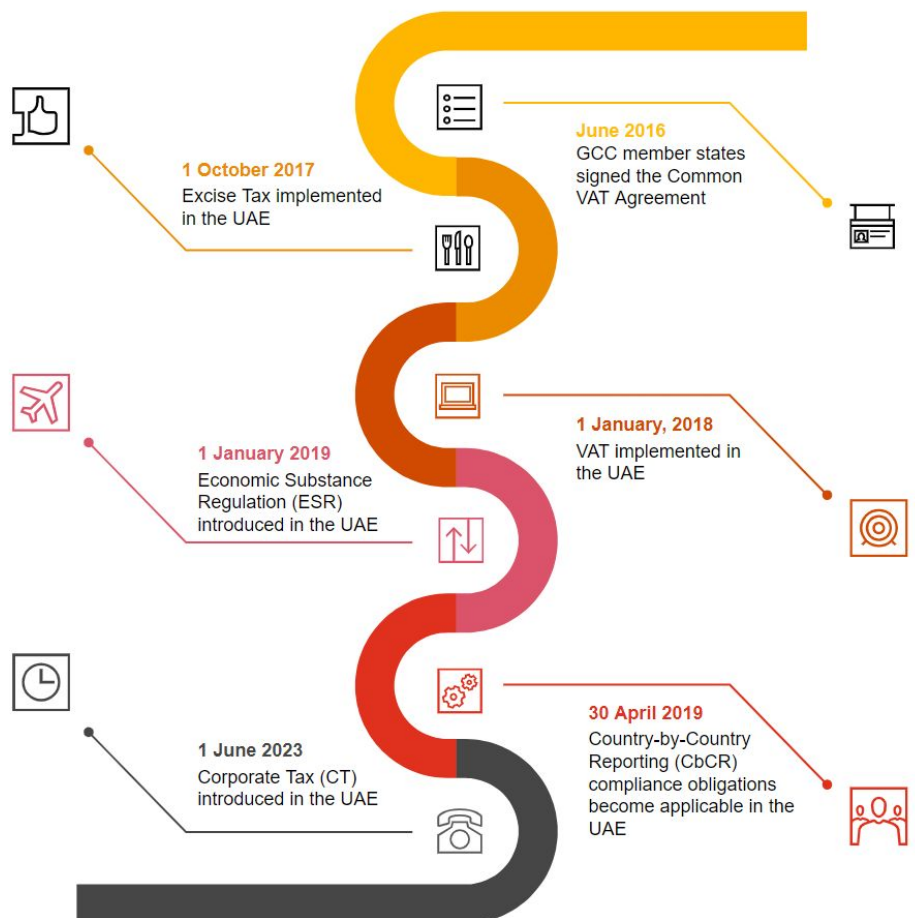 June 2016
GCC member states
signed the Common
VAT Agreement
1 October 2017
Excise Tax implemented
in the UAE
1 January, 2018
VAT implemented in
the UAE
1 January 2019
Economic Substance
Regulation (ESR)
introduced in the UAE
30 April 2019
Country-by-Country
Reporting (CbCR)
compliance obligations
become applicable in the
UAE
1 June 2023
Corporate Tax (CT)
introduced in the UAE